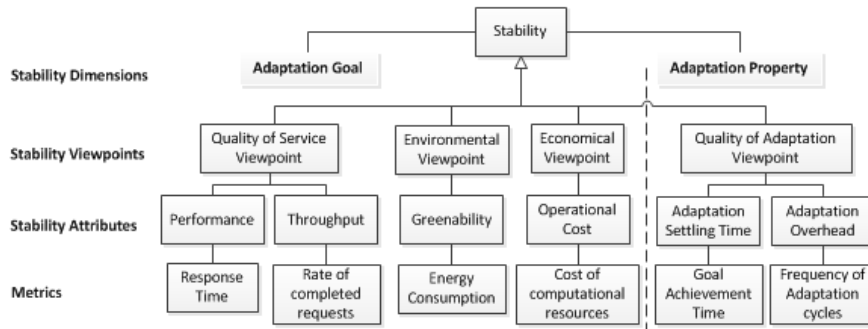 Stability
Stability Dimensions
Adaptation Goal
Adaptation Property
Stability Viewpoints
Quality of Service
Viewpoint
Environmental
Viewpoint
Economical
Viewpoint
Quality of Adaptation
Viewpoint
Stability Attributes
Performance
Throughput
Greenability
Operational
Cost
Adaptation
Settling Time
Adaptation
Overhead
Metrics
Response
Time
Rate of
completed
requests
Energy
Consumption
Cost of
computational
resources
Goal
Achievement
Time
Frequency of
Adaptation
cycles